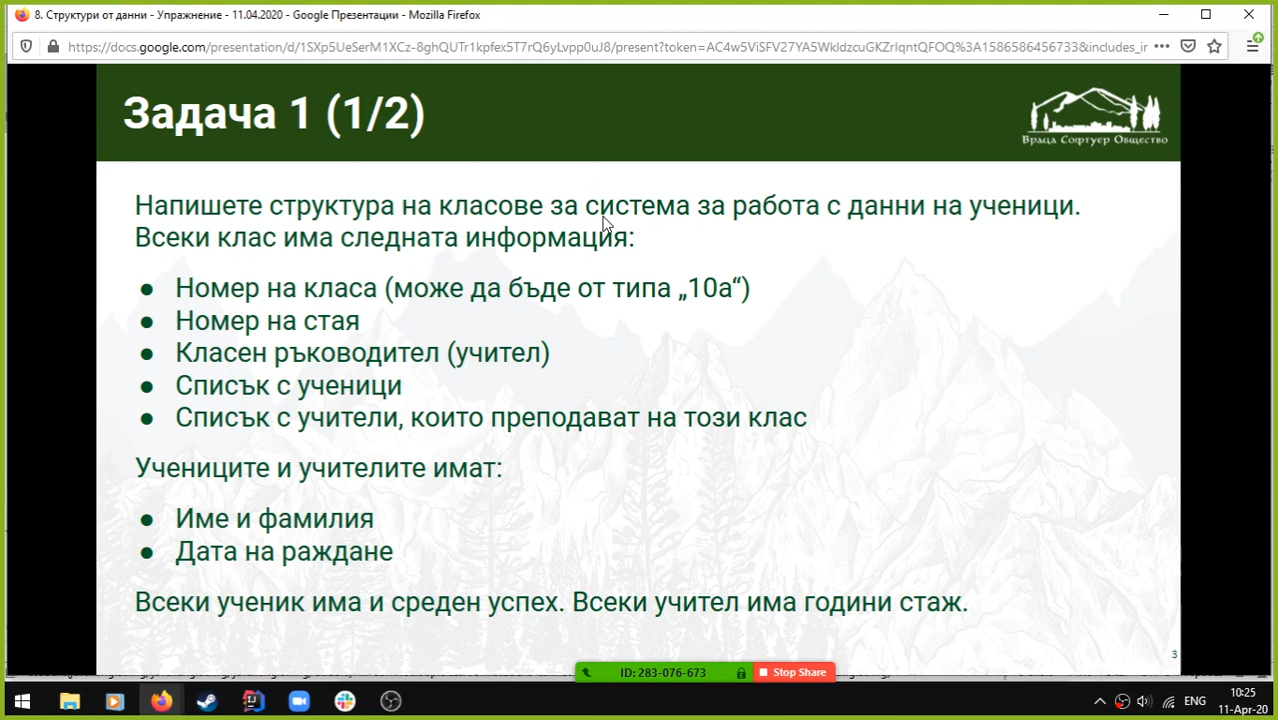 8. Структури от данни - Упражнение - 11.04.2020 - Google Презентации - Mozilla Firefox
https://docs.google.com/presentation/d/1SXp5UeSerM1XCz-8ghQUTr1kpfex5T7rQ6yLvpp0uJ8/present?token=AC4w5ViSFV27YA5WkldzcuGKZrIqntQFOQ%3A1586586456733&includes_ir
Задача 1 (1/2)
Враца Софтуер Общество
Напишете структура на класове за система за работа с данни на ученици.
Всеки клас има следната информация:
● Номер на класа (може да бъде от типа „10а“)
● Номер на стая
● Класен ръководител (учител)
● Списък с ученици
● Списък с учители, които преподават на този клас
Учениците и учителите имат:
● Име и фамилия
● Дата на раждане
Всеки ученик има и среден успех. Всеки учител има години стаж.
3
ID: 283-076-673
Stop Share
ENG
10:25
11-Apr-20